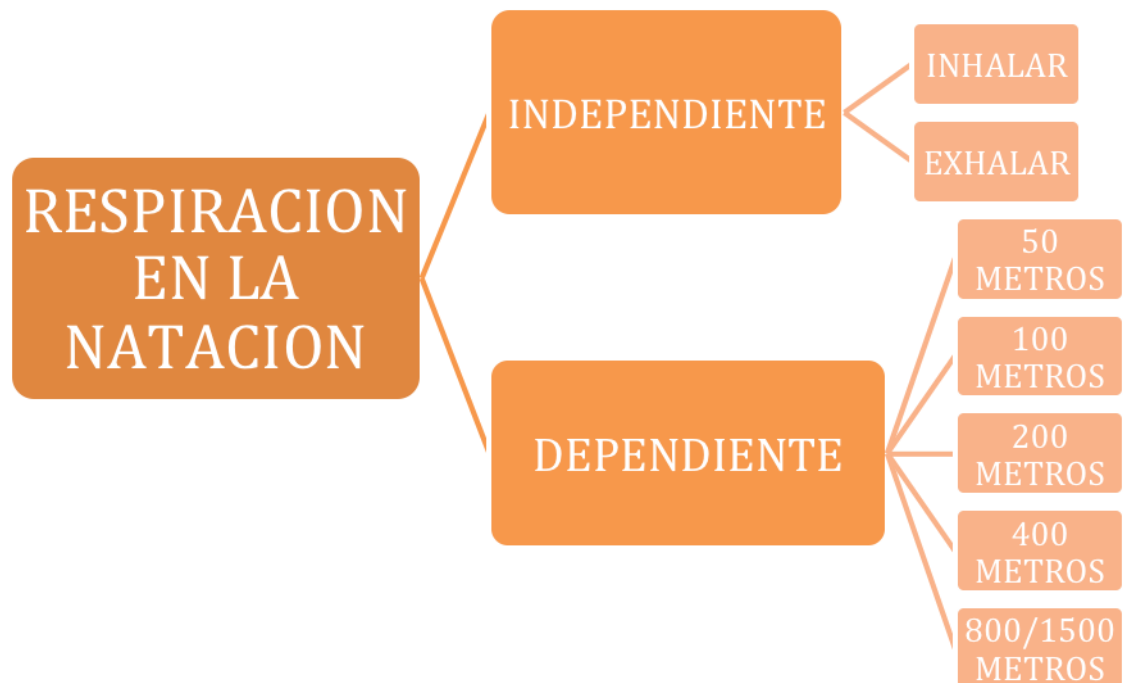 RESPIRACION
EN LA
NATACION
INDEPENDIENTE
INHALAR
EXHALAR
DEPENDIENTE
50
METROS
100
METROS
200
METROS
400
METROS
800/1500
METROS